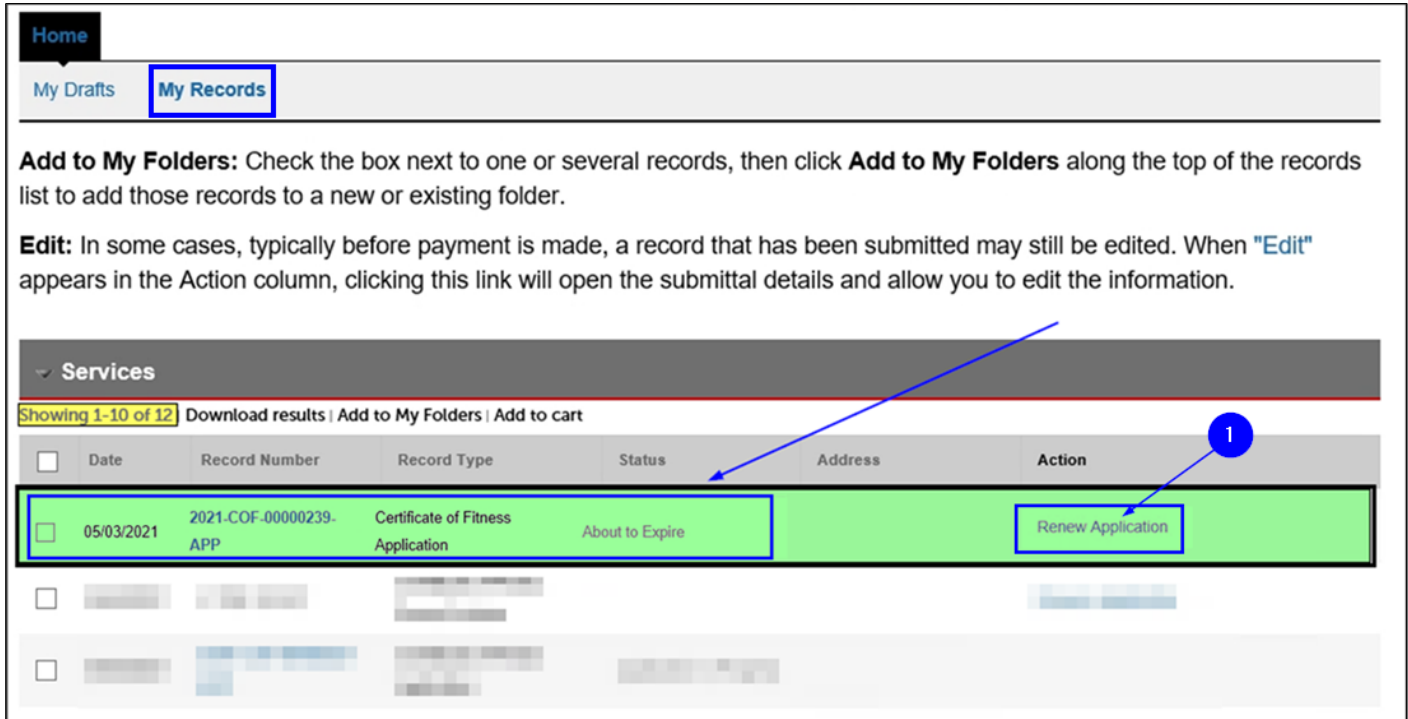 Home
My Drafts My Records
Add to My Folders: Check the box next to one or several records, then click Add to My Folders along the top of the records
list to add those records to a new or existing folder.
Edit: In some cases, typically before payment is made, a record that has been submitted may still be edited. When "Edit"
appears in the Action column, clicking this link will open the submittal details and allow you to edit the information.
Services
Showing 1-10 of 12 | Download results | Add to My Folders | Add to cart
1
Date Record Number Record Type Status Address Action
05/03/2021 2021-COF-00000239- Certificate of Fitness About to Expire Renew Application
APP Application